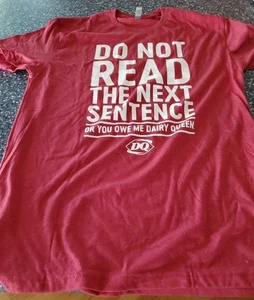 DO NOT
READ
THE NEXT
SENTENCE
OR YOU OWE ME DAIRY QUEEN
DQ